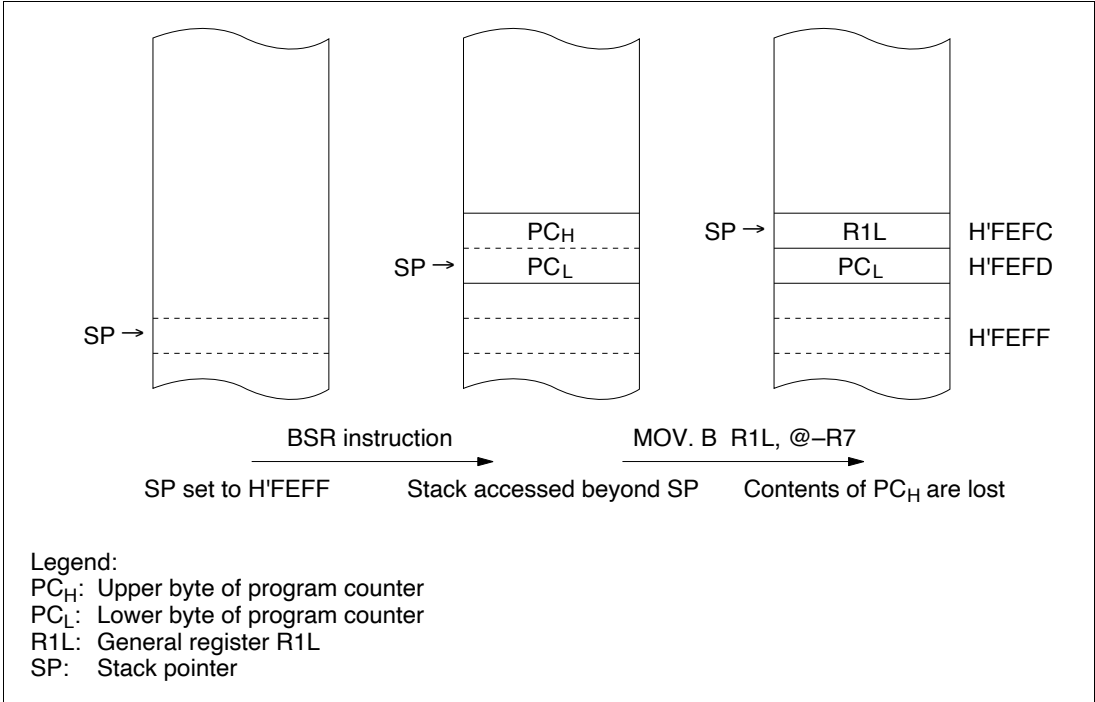 PCH
SP → R1L H'FEFC
SP → PCL PCL H'FEFD
SP → H'FEFF
BSR instruction MOV. B R1L, @–R7
SP set to H'FEFF Stack accessed beyond SP Contents of PCH are lost
Legend:
PCH: Upper byte of program counter
PCL: Lower byte of program counter
R1L: General register R1L
SP: Stack pointer